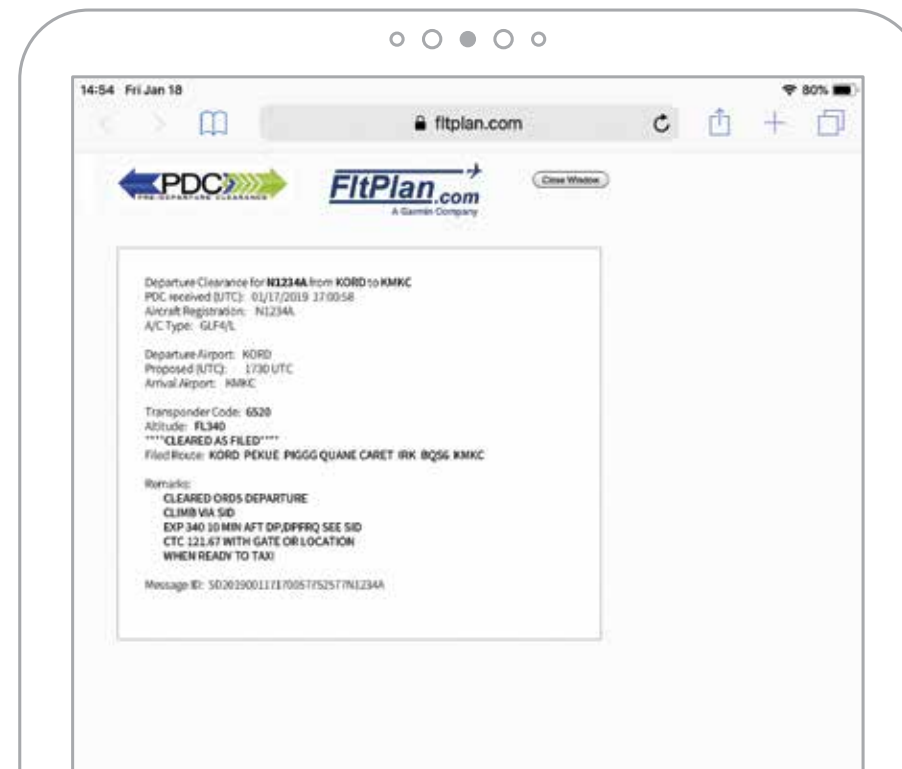 14:54 Fri Jan 18
80%
fltplan.com
PDC
PRE-DEPARTURE CLEARANCE
FltPlan.com
A Garmin Company
Close Window
Departure Clearance for N1234A from KORD to KMKC
PDC received (UTC): 01/17/2019 17:00:58
Aircraft Registration: N1234A
A/C Type: GLF4/L
Departure Airport: KORD
Proposed (UTC): 1730 UTC
Arrival Airport: KMKC
Transponder Code: 6520
Altitude: FL340
****CLEARED AS FILED****
Filed Route: KORD PEKUE PIGGG QUANE CARET IRK BQS6 KMKC
Remarks:
CLEARED ORD5 DEPARTURE
CLIMB VIA SID
EXP 340 10 MIN AFT DP,DPFRQ SEE SID
CTC 121.67 WITH GATE OR LOCATION
WHEN READY TO TAXI
Message ID: